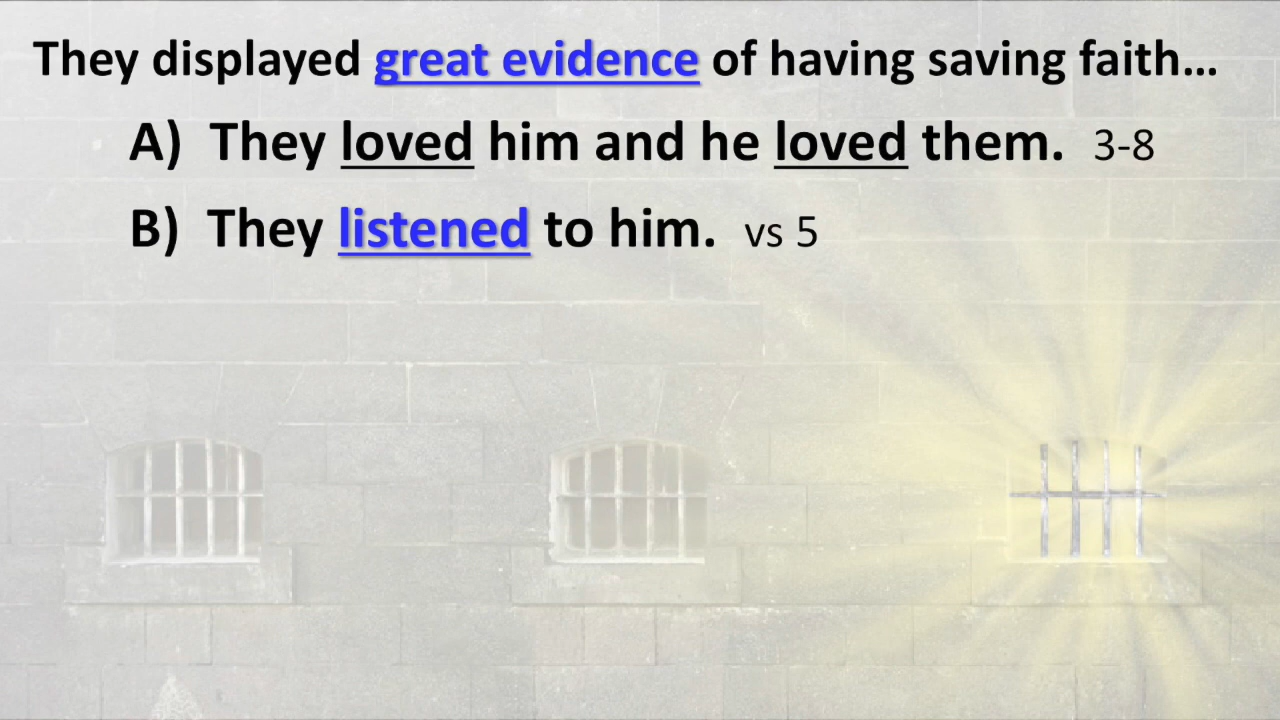 They displayed great evidence of having saving faith…
A) They loved him and he loved them. 3-8
B) They listened to him. vs 5